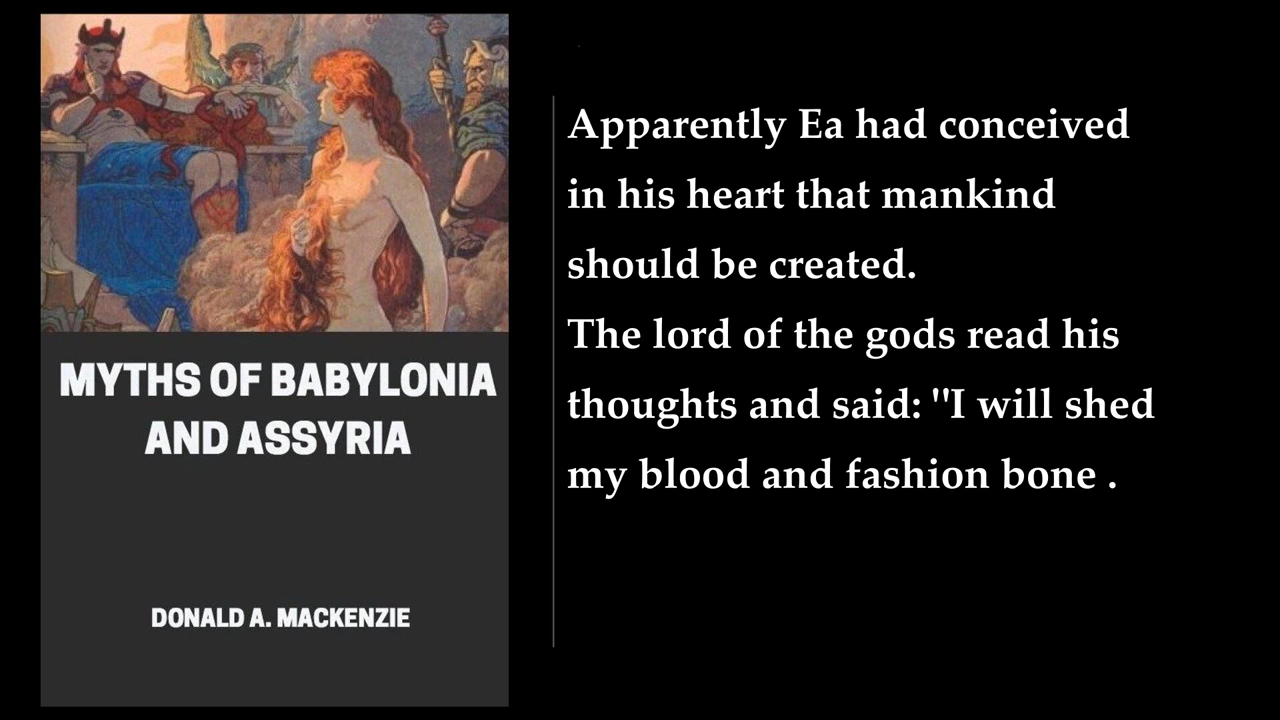 MYTHS OF BABYLONIA
AND ASSYRIA
DONALD A. MACKENZIE
Apparently Ea had conceived
in his heart that mankind
should be created.
The lord of the gods read his
thoughts and said: "I will shed
my blood and fashion bone .